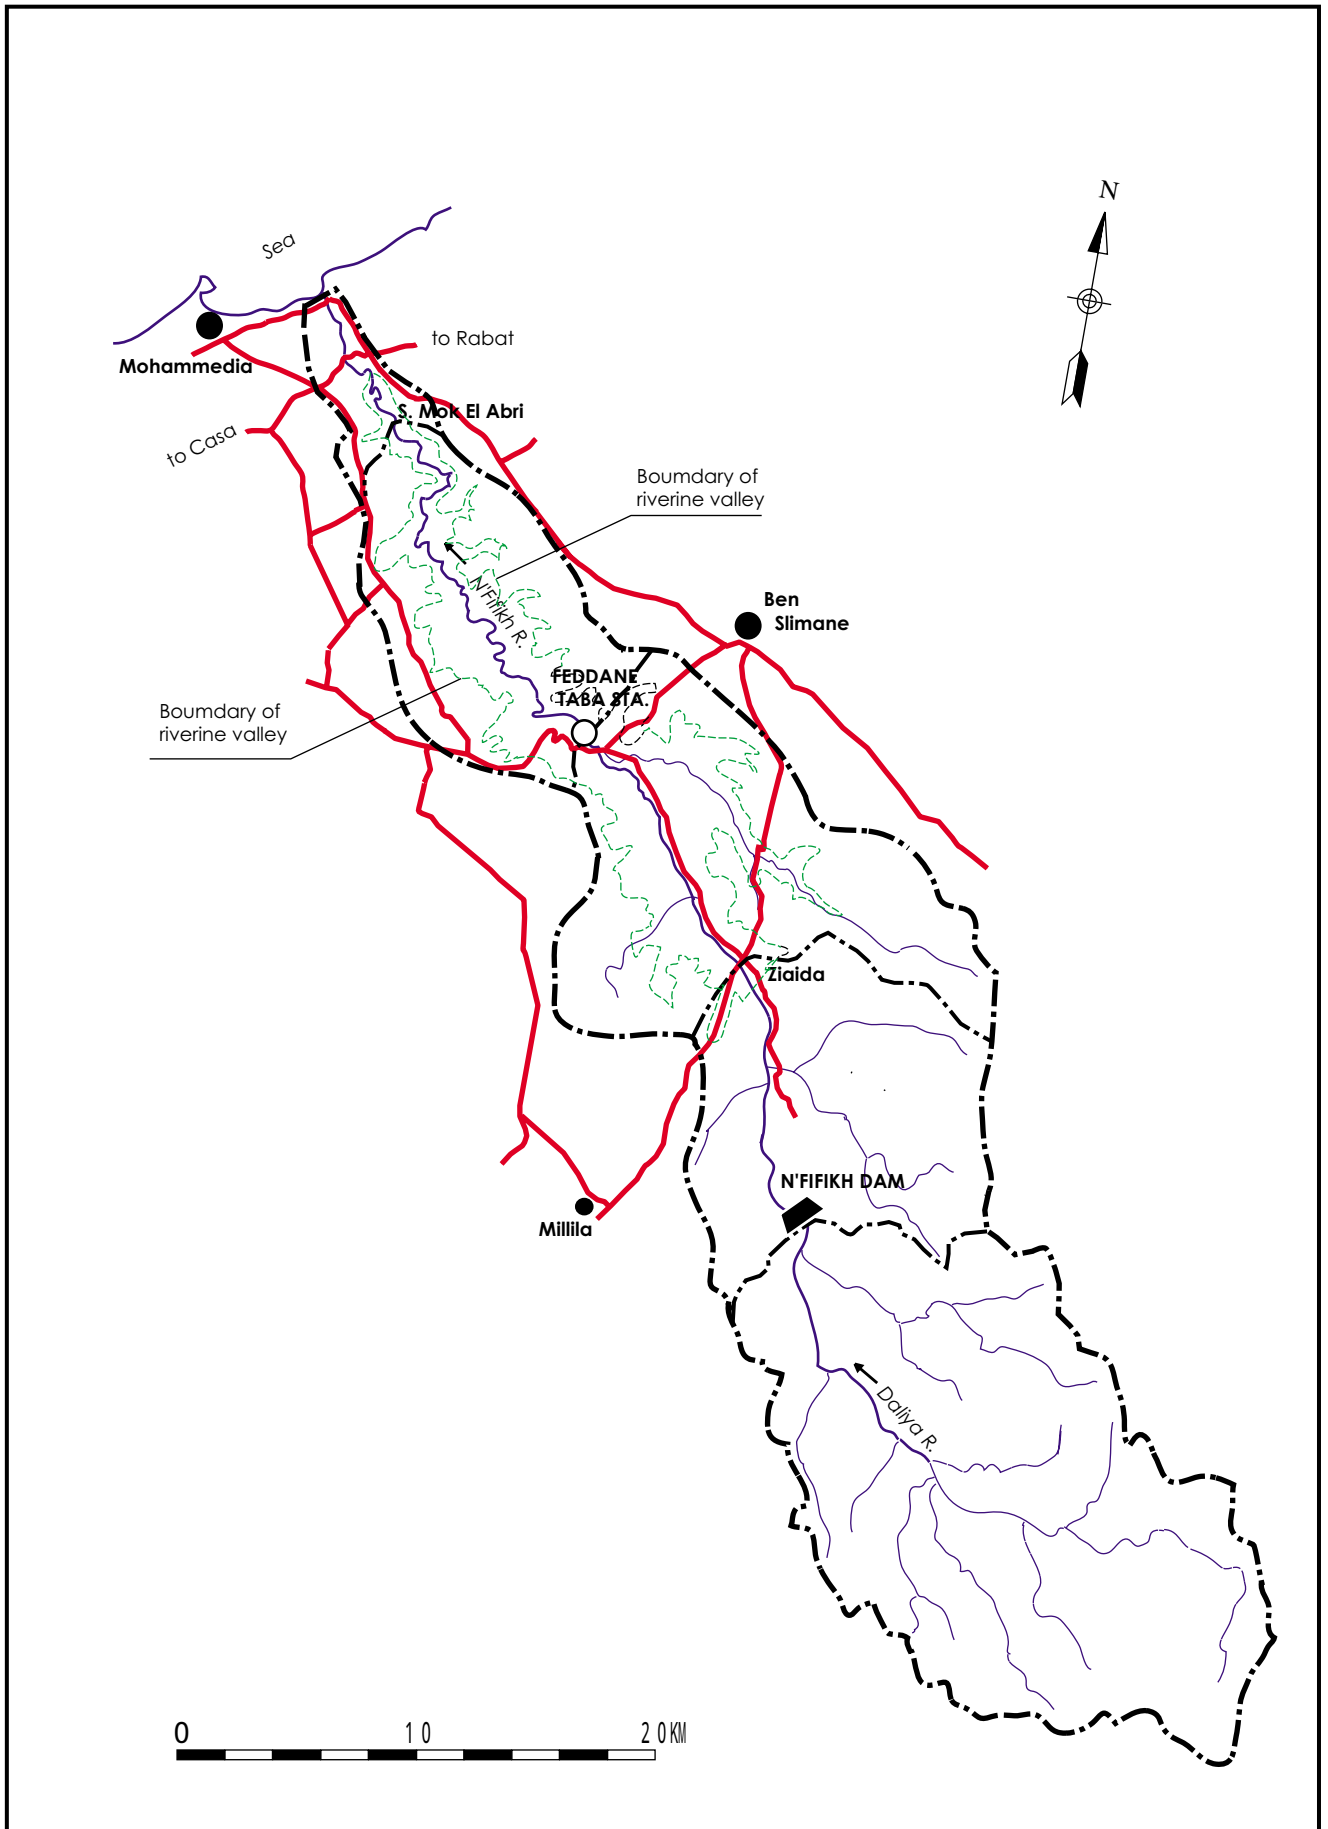 N
Sea
to Rabat
Mohammedia
S. Mok El Abri
to Casa
Boumdary of
riverine valley
N'Fifikh R.
Ben
Slimane
FEDDANE
TABA STA.
Boumdary of
riverine valley
Ziaida
N'FIFIKH DAM
Millila
Daliya R.
0 10 20KM